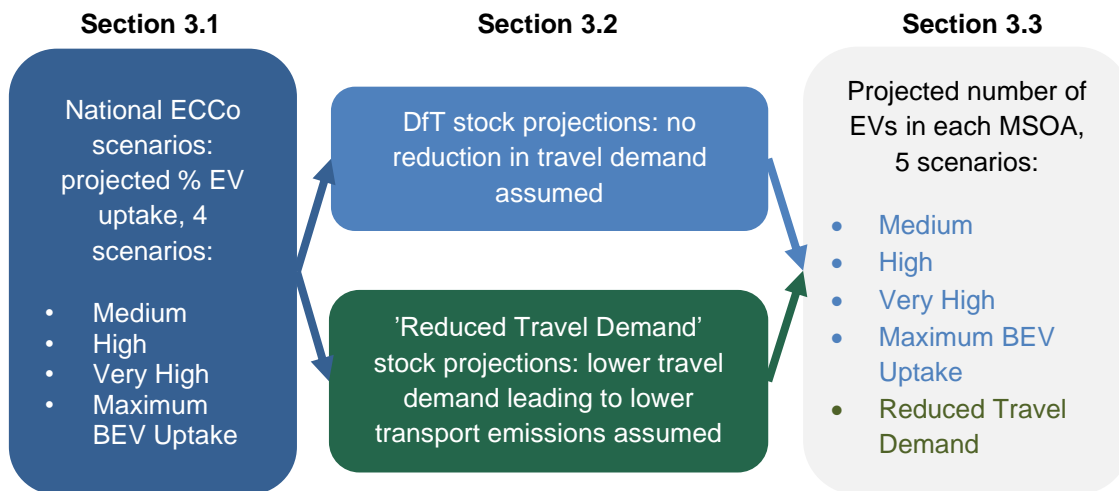 Section 3.1
Section 3.2
Section 3.3
National ECCo
scenarios:
projected % EV
uptake, 4
scenarios:
• Medium
• High
• Very High
• Maximum
BEV Uptake
DfT stock projections: no
reduction in travel demand
assumed
’Reduced Travel Demand’
stock projections: lower travel
demand leading to lower
transport emissions assumed
Projected number of
EVs in each MSOA,
5 scenarios:
• Medium
• High
• Very High
• Maximum BEV
Uptake
• Reduced Travel
Demand